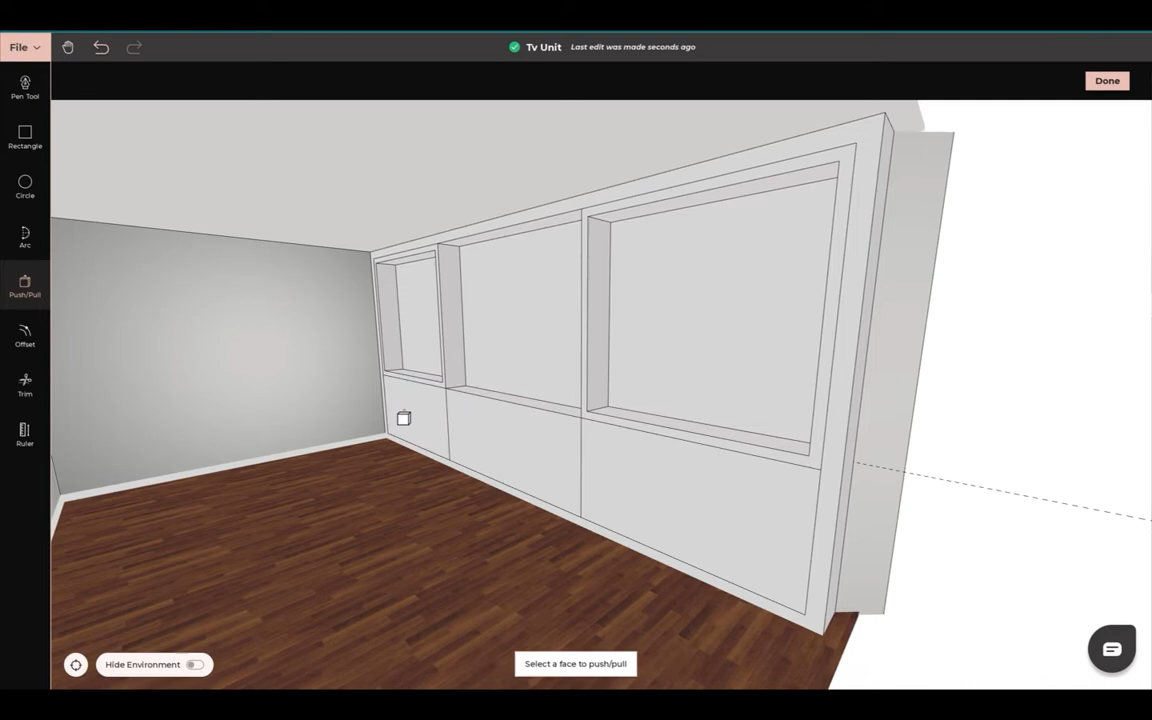 File
Tv Unit Last edit was made seconds ago
Done
Pen Tool
Rectangle
Circle
Arc
Push/Pull
Offset
Trim
Ruler
Hide Environment
Select a face to push/pull